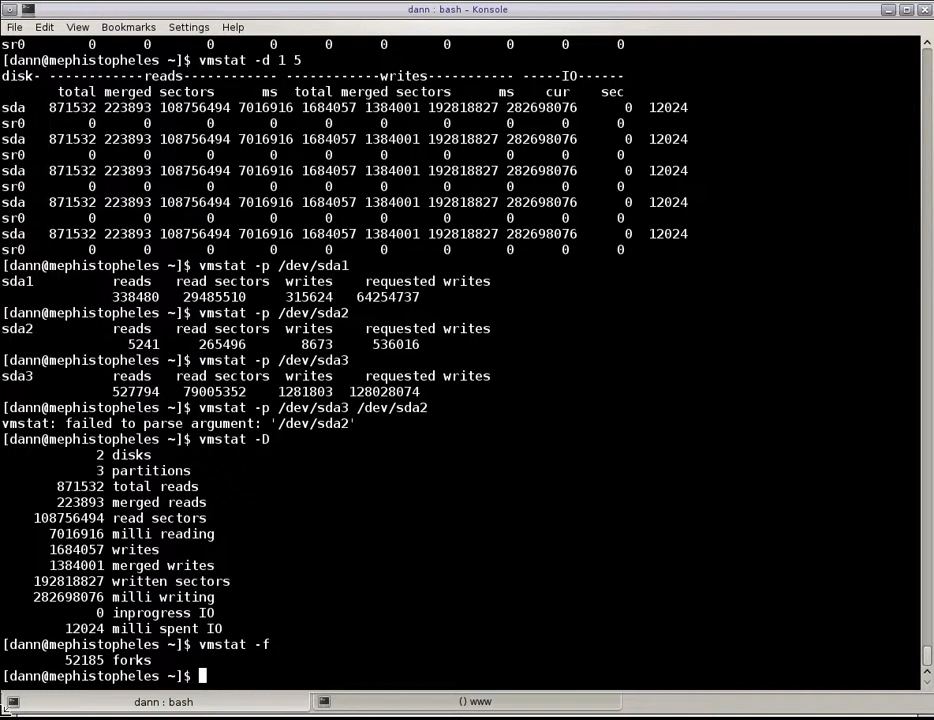 dann : bash - Konsole
File Edit View Bookmarks Settings Help
sr0 0 0 0 0 0 0 0 0 0 0
[dann@mephistopheles ~]$ vmstat -d 1 5
disk- ------------reads------------ ------------writes----------- -----IO------
total merged sectors ms total merged sectors ms cur sec
sda 871532 223893 108756494 7016916 1684057 1384001 192818827 282698076 0 12024
sr0 0 0 0 0 0 0 0 0 0 0
sda 871532 223893 108756494 7016916 1684057 1384001 192818827 282698076 0 12024
sr0 0 0 0 0 0 0 0 0 0 0
sda 871532 223893 108756494 7016916 1684057 1384001 192818827 282698076 0 12024
sr0 0 0 0 0 0 0 0 0 0 0
sda 871532 223893 108756494 7016916 1684057 1384001 192818827 282698076 0 12024
sr0 0 0 0 0 0 0 0 0 0 0
sda 871532 223893 108756494 7016916 1684057 1384001 192818827 282698076 0 12024
sr0 0 0 0 0 0 0 0 0 0 0
[dann@mephistopheles ~]$ vmstat -p /dev/sda1
sda1 reads read sectors writes requested writes
338480 29485510 315624 64254737
[dann@mephistopheles ~]$ vmstat -p /dev/sda2
sda2 reads read sectors writes requested writes
5241 265496 8673 536016
[dann@mephistopheles ~]$ vmstat -p /dev/sda3
sda3 reads read sectors writes requested writes
527794 79005352 1281803 128028074
[dann@mephistopheles ~]$ vmstat -p /dev/sda3 /dev/sda2
vmstat: failed to parse argument: '/dev/sda2'
[dann@mephistopheles ~]$ vmstat -D
2 disks
3 partitions
871532 total reads
223893 merged reads
108756494 read sectors
7016916 milli reading
1684057 writes
1384001 merged writes
192818827 written sectors
282698076 milli writing
0 inprogress IO
12024 milli spent IO
[dann@mephistopheles ~]$ vmstat -f
52185 forks
[dann@mephistopheles ~]$
dann : bash
() www